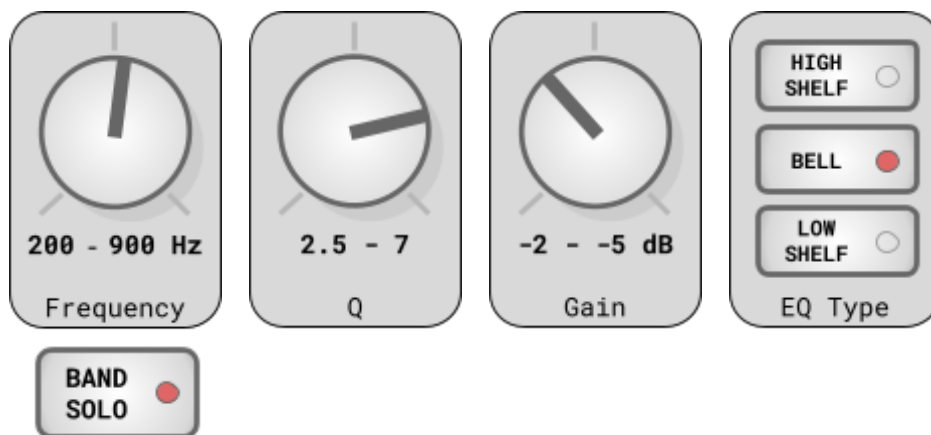 200 - 900 Hz
Frequency
2.5 - 7
Q
-2 - -5 dB
Gain
HIGH
SHELF
BELL
LOW
SHELF
EQ Type
BAND
SOLO